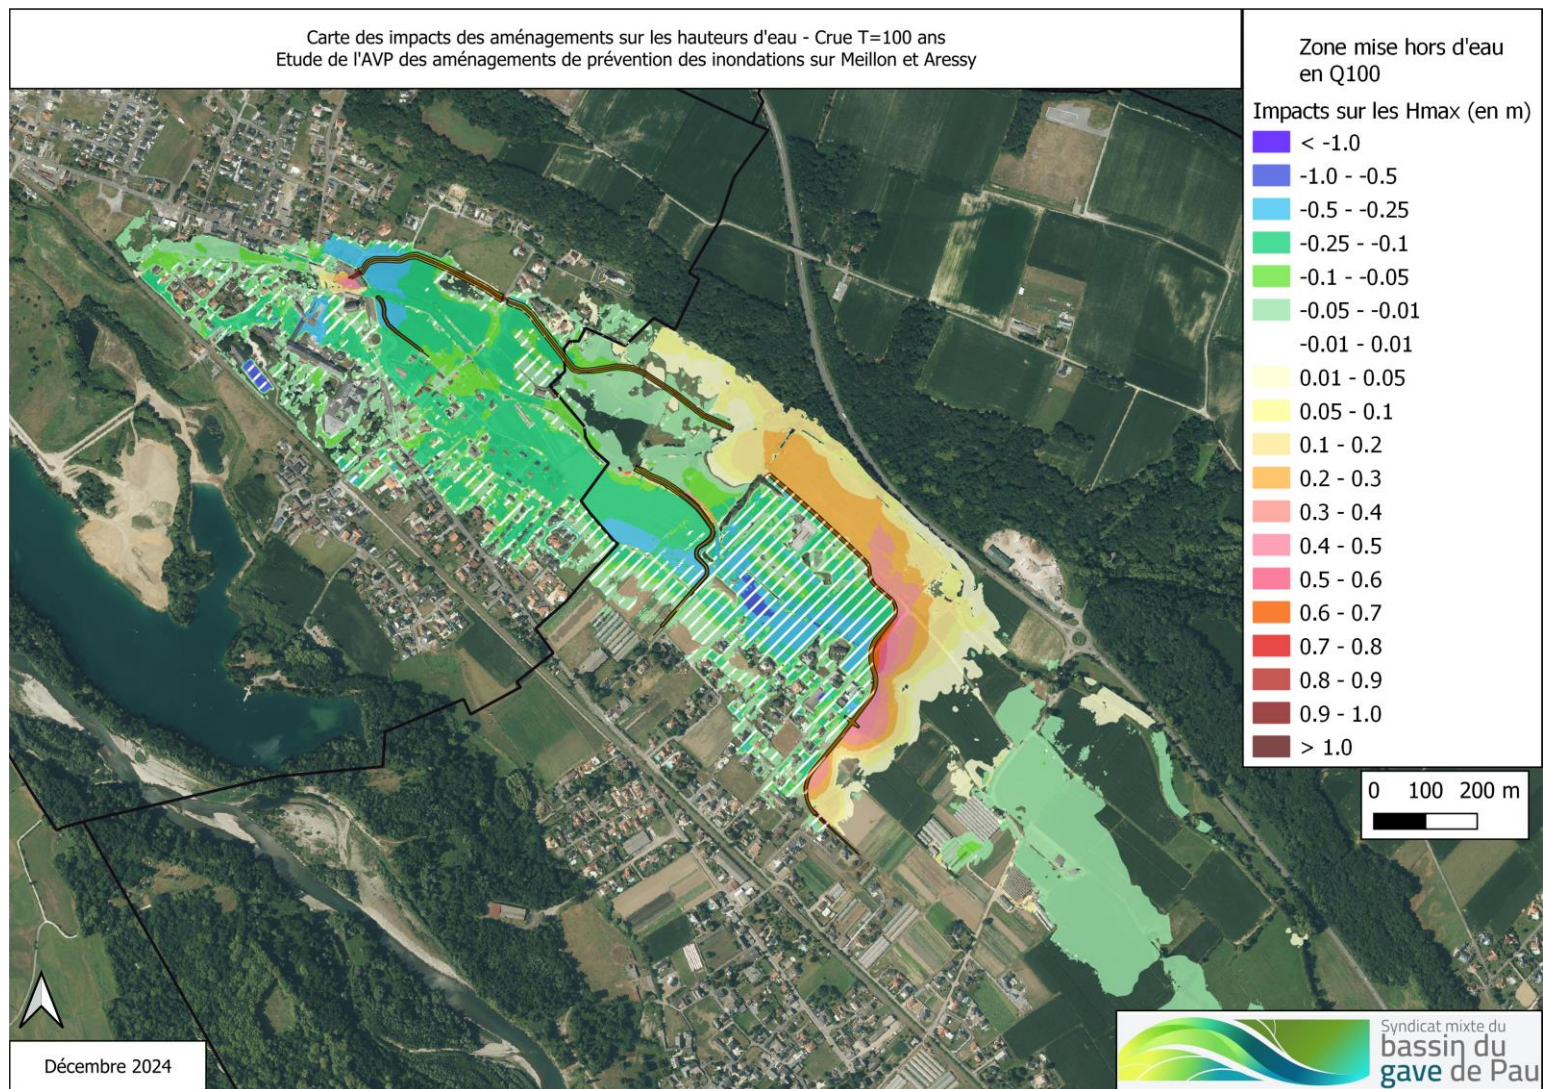 Carte des impacts des aménagements sur les hauteurs d'eau - Crue T=100 ans
Etude de l'AVP des aménagements de prévention des inondations sur Meillon et Aressy
Zone mise hors d'eau
en Q100
Impacts sur les Hmax (en m)
< -1.0
-1.0 - -0.5
-0.5 - -0.25
-0.25 - -0.1
-0.1 - -0.05
-0.05 - -0.01
-0.01 - 0.01
0.01 - 0.05
0.05 - 0.1
0.1 - 0.2
0.2 - 0.3
0.3 - 0.4
0.4 - 0.5
0.5 - 0.6
0.6 - 0.7
0.7 - 0.8
0.8 - 0.9
0.9 - 1.0
> 1.0
0 100 200 m
Décembre 2024
Syndicat mixte du
bassin du
gave de Pau